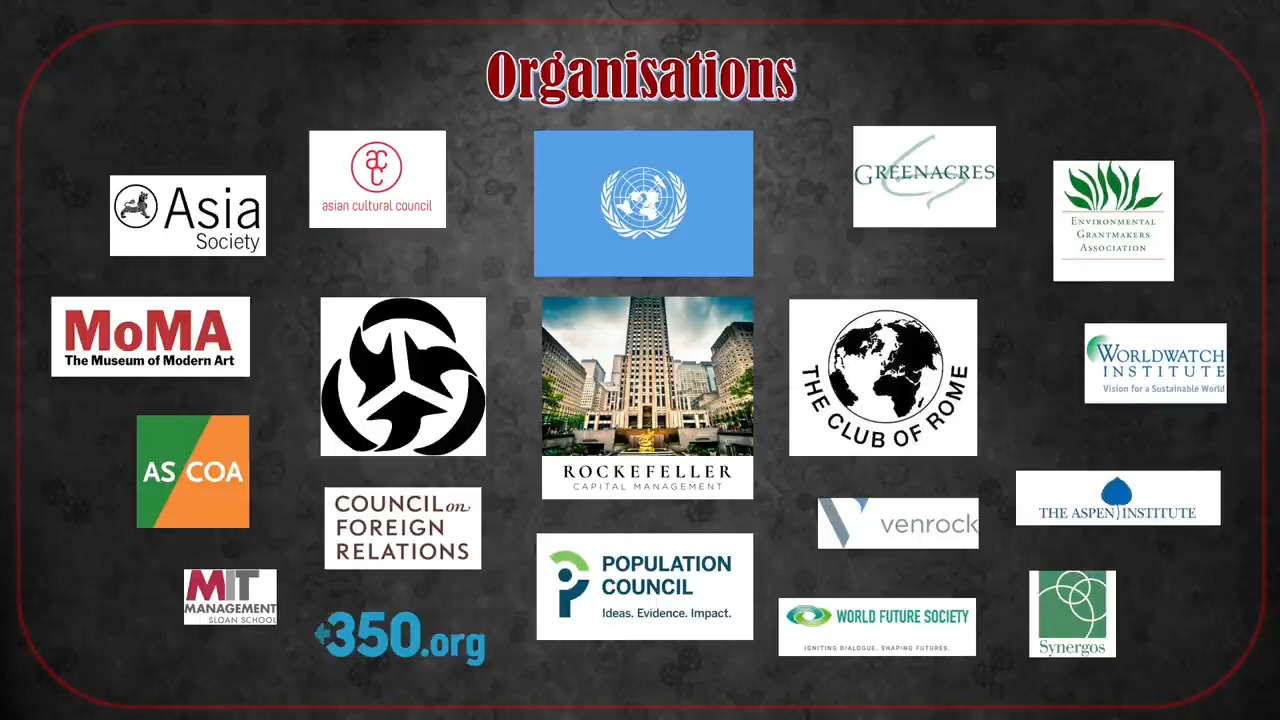 Organisations
Asia
Society
acc
asian cultural council
GREENACRES
ENVIRONMENTAL
GRANTMAKERS
ASSOCIATION
MoMA
The Museum of Modern Art
ROCKEFELLER
CAPITAL MANAGEMENT
THE CLUB OF ROME
WORLDWATCH
INSTITUTE
Vision for a Sustainable World
AS COA
COUNCIL on
FOREIGN
RELATIONS
POPULATION
COUNCIL
Ideas. Evidence. Impact.
venrock
THE ASPEN INSTITUTE
MIT
MANAGEMENT
SLOAN SCHOOL
350.org
WORLD FUTURE SOCIETY
IGNITING DIALOGUE. SHAPING FUTURES.
Synergos